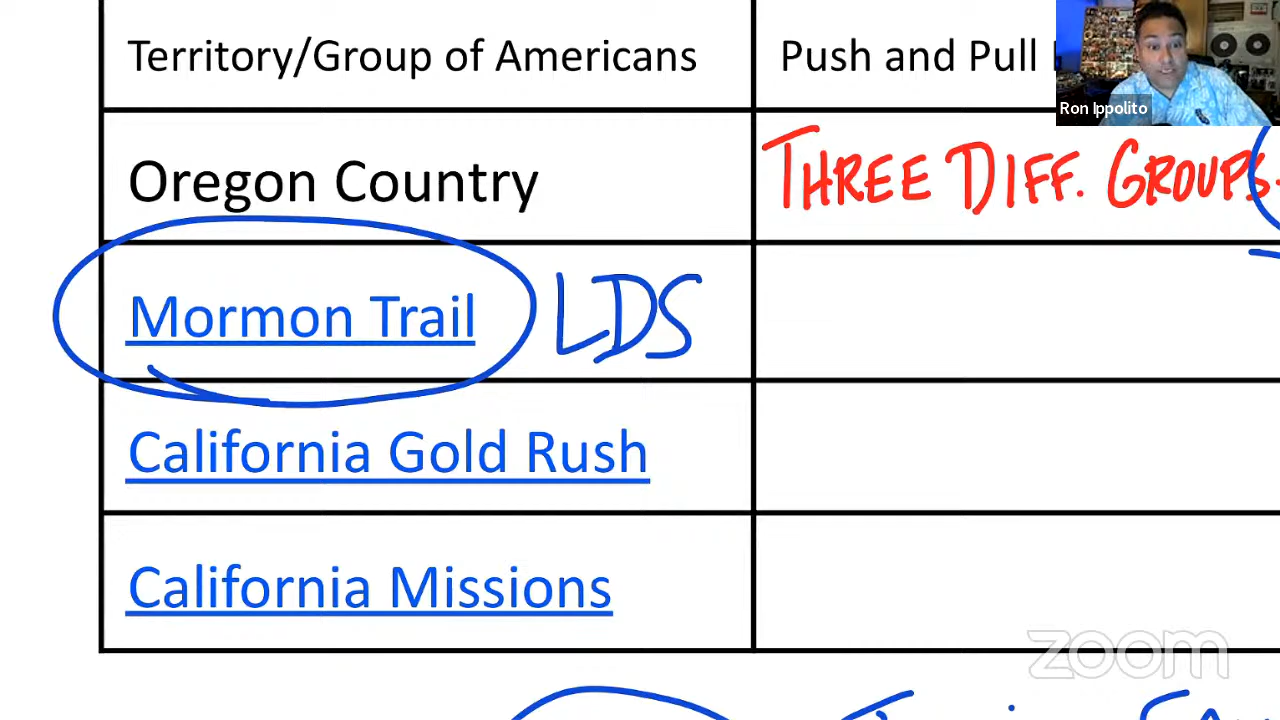 Territory/Group of Americans
Push and Pull
Ron Ippolito
Oregon Country
THREE DIFF. GROUPS.
Mormon Trail
LDS
California Gold Rush
California Missions
zoom